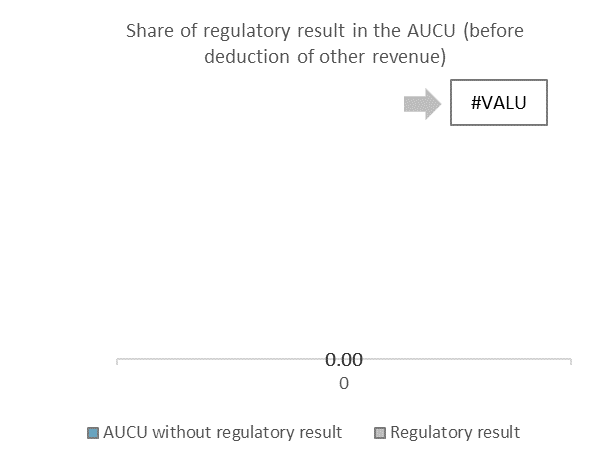 Share of regulatory result in the AUCU (before
deduction of other revenue)
#VALU
0.00
0
AUCU without regulatory result
Regulatory result